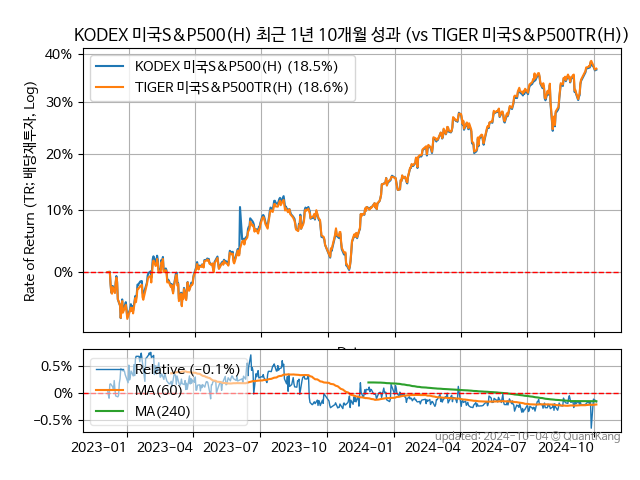 KODEX 미국S&P500(H) 최근 1년 10개월 성과 (vs TIGER 미국S&P500TR(H))
Rate of Return (TR: 배당재투자, Log)
40%
30%
20%
10%
0%
KODEX 미국S&P500(H) (18.5%)
TIGER 미국S&P500TR(H) (18.6%)
0.5%
0%
−0.5%
Relative (−0.1%)
MA(60)
MA(240)
2023−01 2023−04 2023−07 2023−10 2024−01 2024−04 2024−07 2024−10
updated: 2024−10−04 © QuantKang